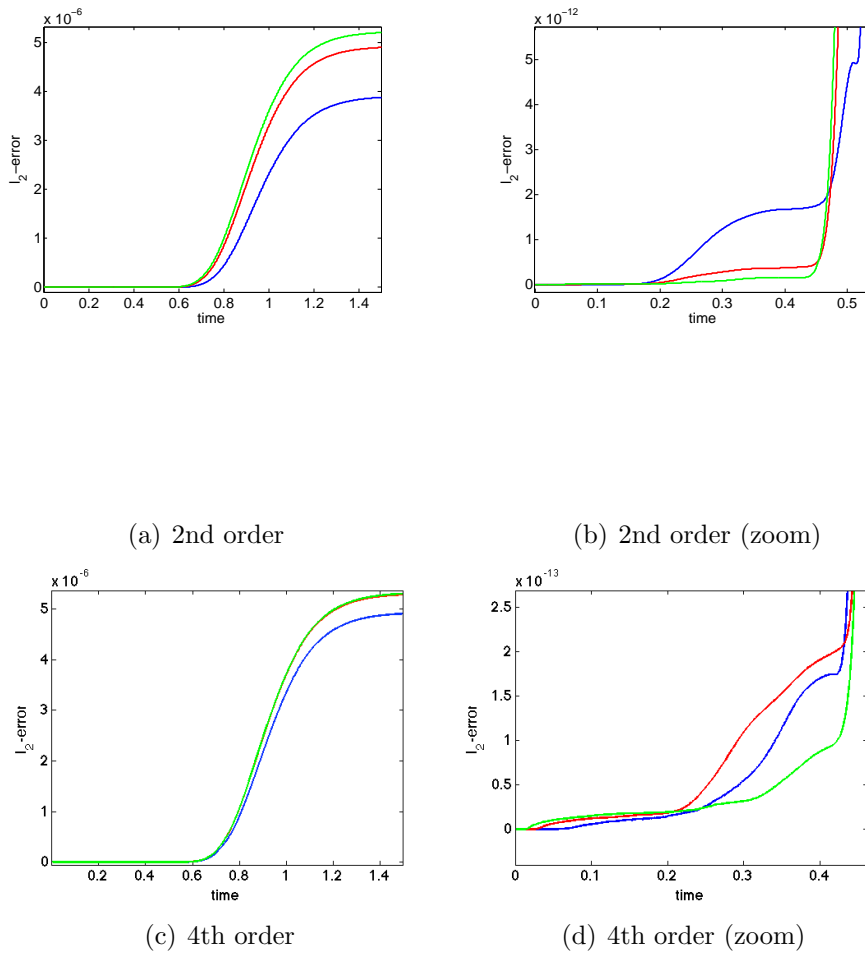 x 10^-6
5
4
3
2
1
0
l_2-error
0 0.2 0.4 0.6 0.8 1 1.2 1.4
time
x 10^-12
5
4
3
2
1
0
l_2-error
0 0.1 0.2 0.3 0.4 0.5
time
(a) 2nd order
(b) 2nd order (zoom)
x 10^-6
5
4
3
2
1
0
l_2-error
0.2 0.4 0.6 0.8 1 1.2 1.4
time
x 10^-13
2.5
2
1.5
1
0.5
0
l_2-error
0 0.1 0.2 0.3 0.4
time
(c) 4th order
(d) 4th order (zoom)